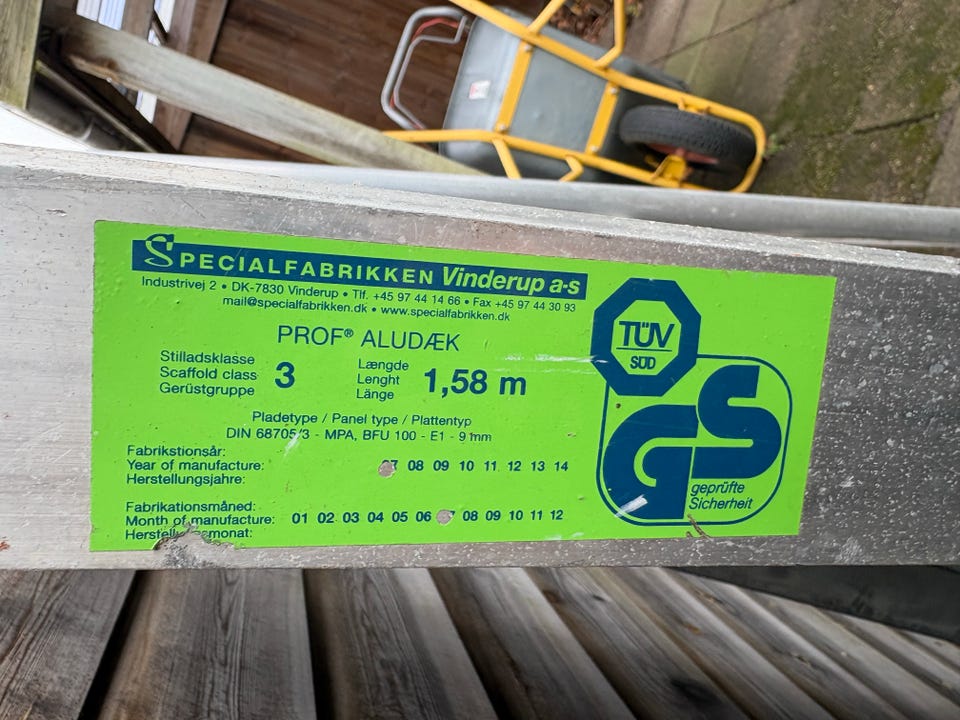 SPECIALFABRIKKEN Vinderup a·s
Industrivej 2 • DK-7830 Vinderup • Tlf. +45 97 44 14 66 • Fax +45 97 44 30 93
mail@specialfabrikken.dk • www.specialfabrikken.dk
PROF® ALUDÆK
Stilladsklasse
Scaffold class
Gerüstgruppe
3
Længde
Lenght
Länge
1,58 m
Pladetype / Panel type / Plattentyp
DIN 68705/3 - MPA, BFU 100 - E1 - 9 mm
Fabrikstionsår:
Year of manufacture:
Herstellungsjahre:
08 09 10 11 12 13 14
Fabrikationsmåned:
Month of manufacture:
01 02 03 04 05 06 08 09 10 11 12
TÜV
SÜD
GS
geprüfte
Sicherheit